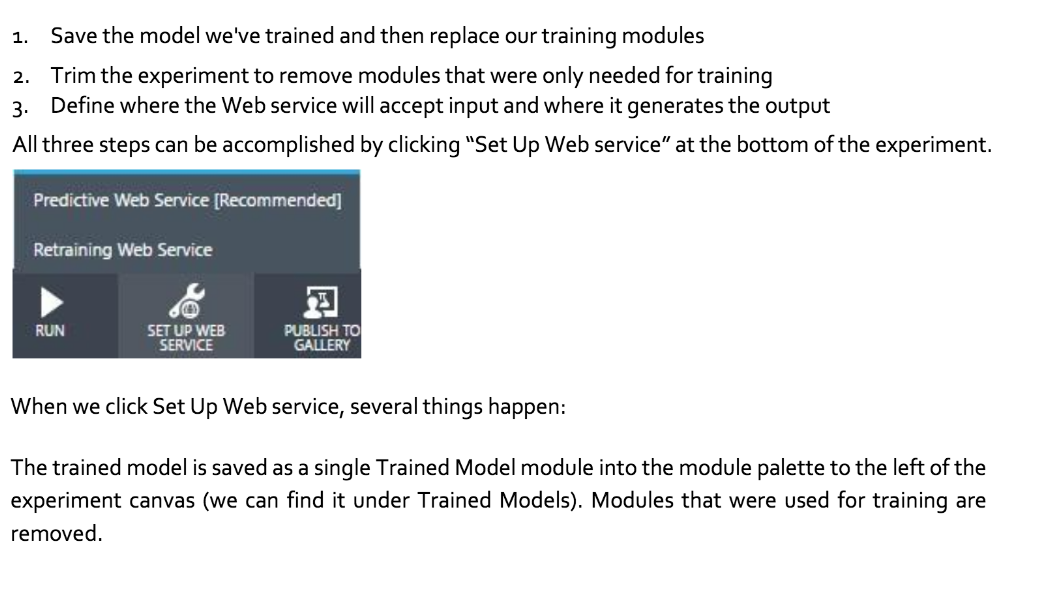 1. Save the model we've trained and then replace our training modules
2. Trim the experiment to remove modules that were only needed for training
3. Define where the Web service will accept input and where it generates the output
All three steps can be accomplished by clicking “Set Up Web service” at the bottom of the experiment.
Predictive Web Service [Recommended]
Retraining Web Service
RUN
SET UP WEB
SERVICE
PUBLISH TO
GALLERY
When we click Set Up Web service, several things happen:
The trained model is saved as a single Trained Model module into the module palette to the left of the
experiment canvas (we can find it under Trained Models). Modules that were used for training are
removed.